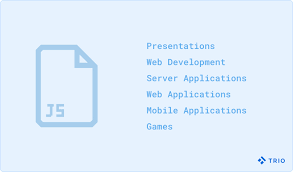 JS
Presentations
Web Development
Server Applications
Web Applications
Mobile Applications
Games
TRIO